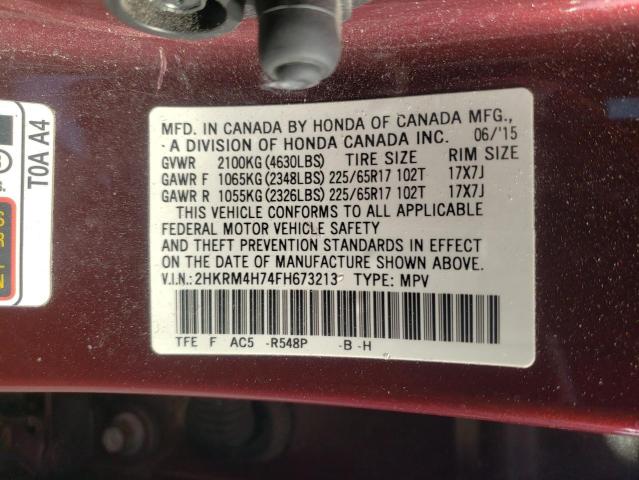 MFD. IN CANADA BY HONDA OF CANADA MFG.,
A DIVISION OF HONDA CANADA INC. 06/'15
GVWR 2100KG (4630LBS) TIRE SIZE RIM SIZE
GAWR F 1065KG (2348LBS) 225/65R17 102T 17X7J
GAWR R 1055KG (2326LBS) 225/65R17 102T 17X7J
THIS VEHICLE CONFORMS TO ALL APPLICABLE
FEDERAL MOTOR VEHICLE SAFETY
AND THEFT PREVENTION STANDARDS IN EFFECT
ON THE DATE OF MANUFACTURE SHOWN ABOVE.
V.I.N.: 2HKRM4H74FH673213 TYPE: MPV
TFE F AC5 -R548P -B -H
T0A A4